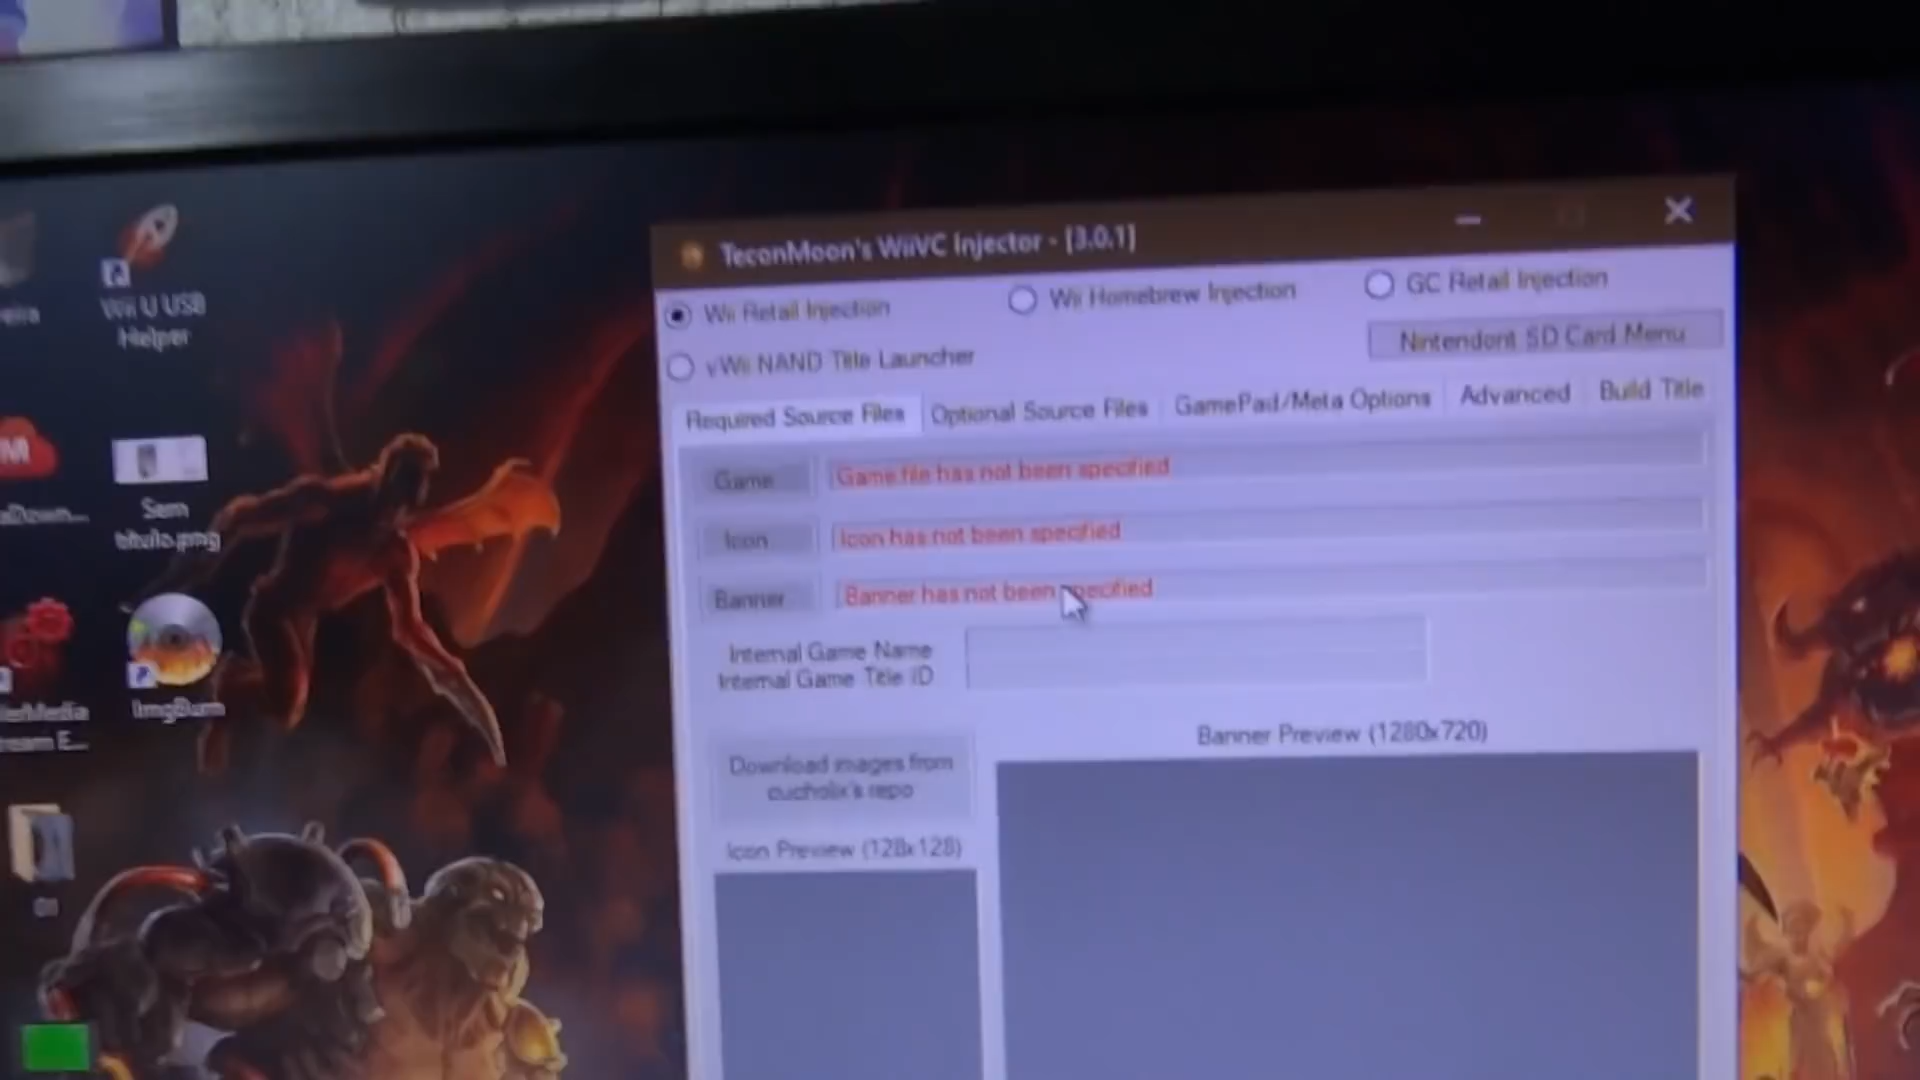 TeconMoon's WiiVC Injector - [3.0.1]
Wii Retail Injection
Wii Homebrew Injection
GC Retail Injection
vWii NAND Title Launcher
Nintendont SD Card Menu
Required Source Files
Optional Source Files
GamePad/Meta Options
Advanced
Build Title
Game
Game file has not been specified
Icon
Icon has not been specified
Banner
Banner has not been specified
Internal Game Name
Internal Game Title ID
Download images from
cucholix's repo
Banner Preview (1280x720)
Icon Preview (128x128)
Wii U USB
Helper
Sem
título.png
ImgBurn